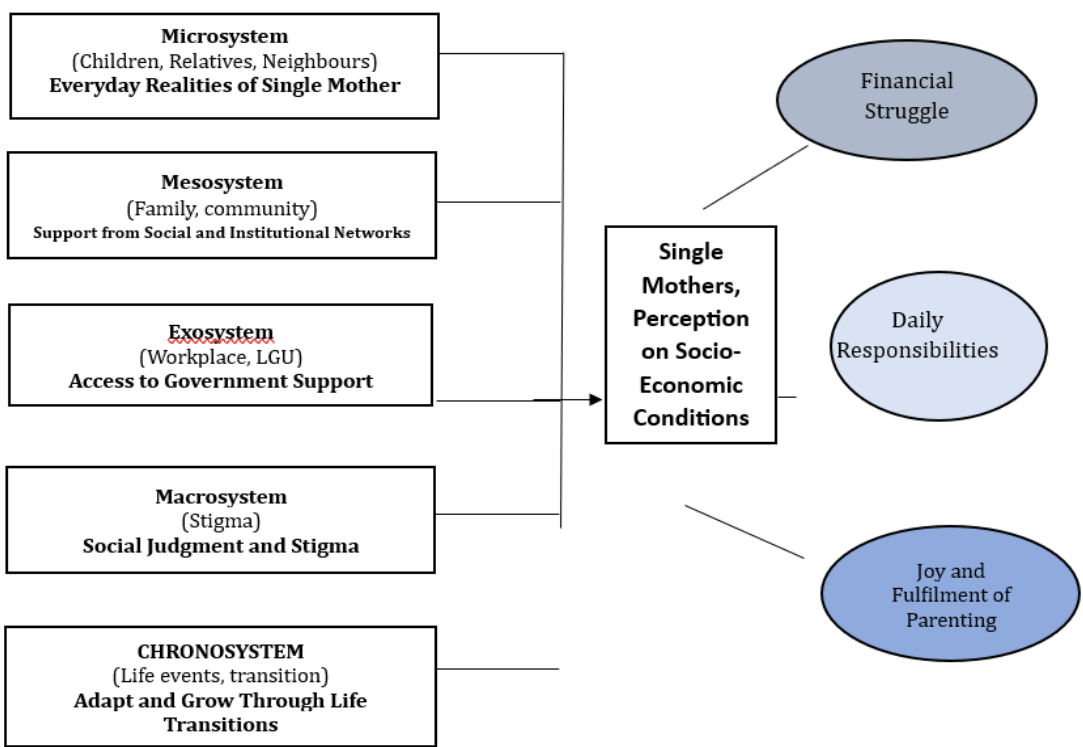 Microsystem
(Children, Relatives, Neighbours)
Everyday Realities of Single Mother
Mesosystem
(Family, community)
Support from Social and Institutional Networks
Exosystem
(Workplace, LGU)
Access to Government Support
Macrosystem
(Stigma)
Social Judgment and Stigma
CHRONOSYSTEM
(Life events, transition)
Adapt and Grow Through Life
Transitions
Single
Mothers,
Perception
on Socio-
Economic
Conditions
Financial
Struggle
Daily
Responsibilities
Joy and
Fulfilment of
Parenting